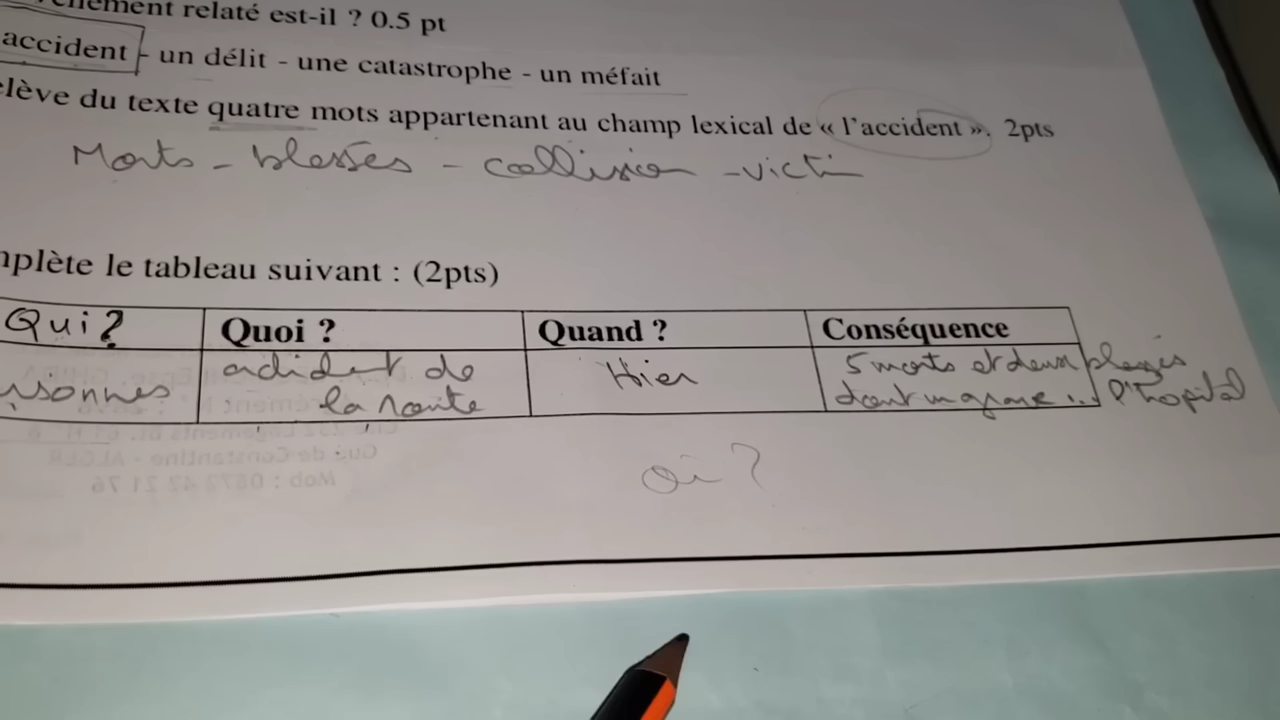 énement relaté est-il ? 0.5 pt
accident - un délit - une catastrophe - un méfait
elève du texte quatre mots appartenant au champ lexical de « l'accident ». 2pts
Morts - blessés - collision - victi
mplète le tableau suivant : (2pts)
Qui? Quoi ? Quand ? Conséquence
rsonnes
accident de
la route
Hier
5 morts et deux blessés
dont un grave ... l'hopital
où ?